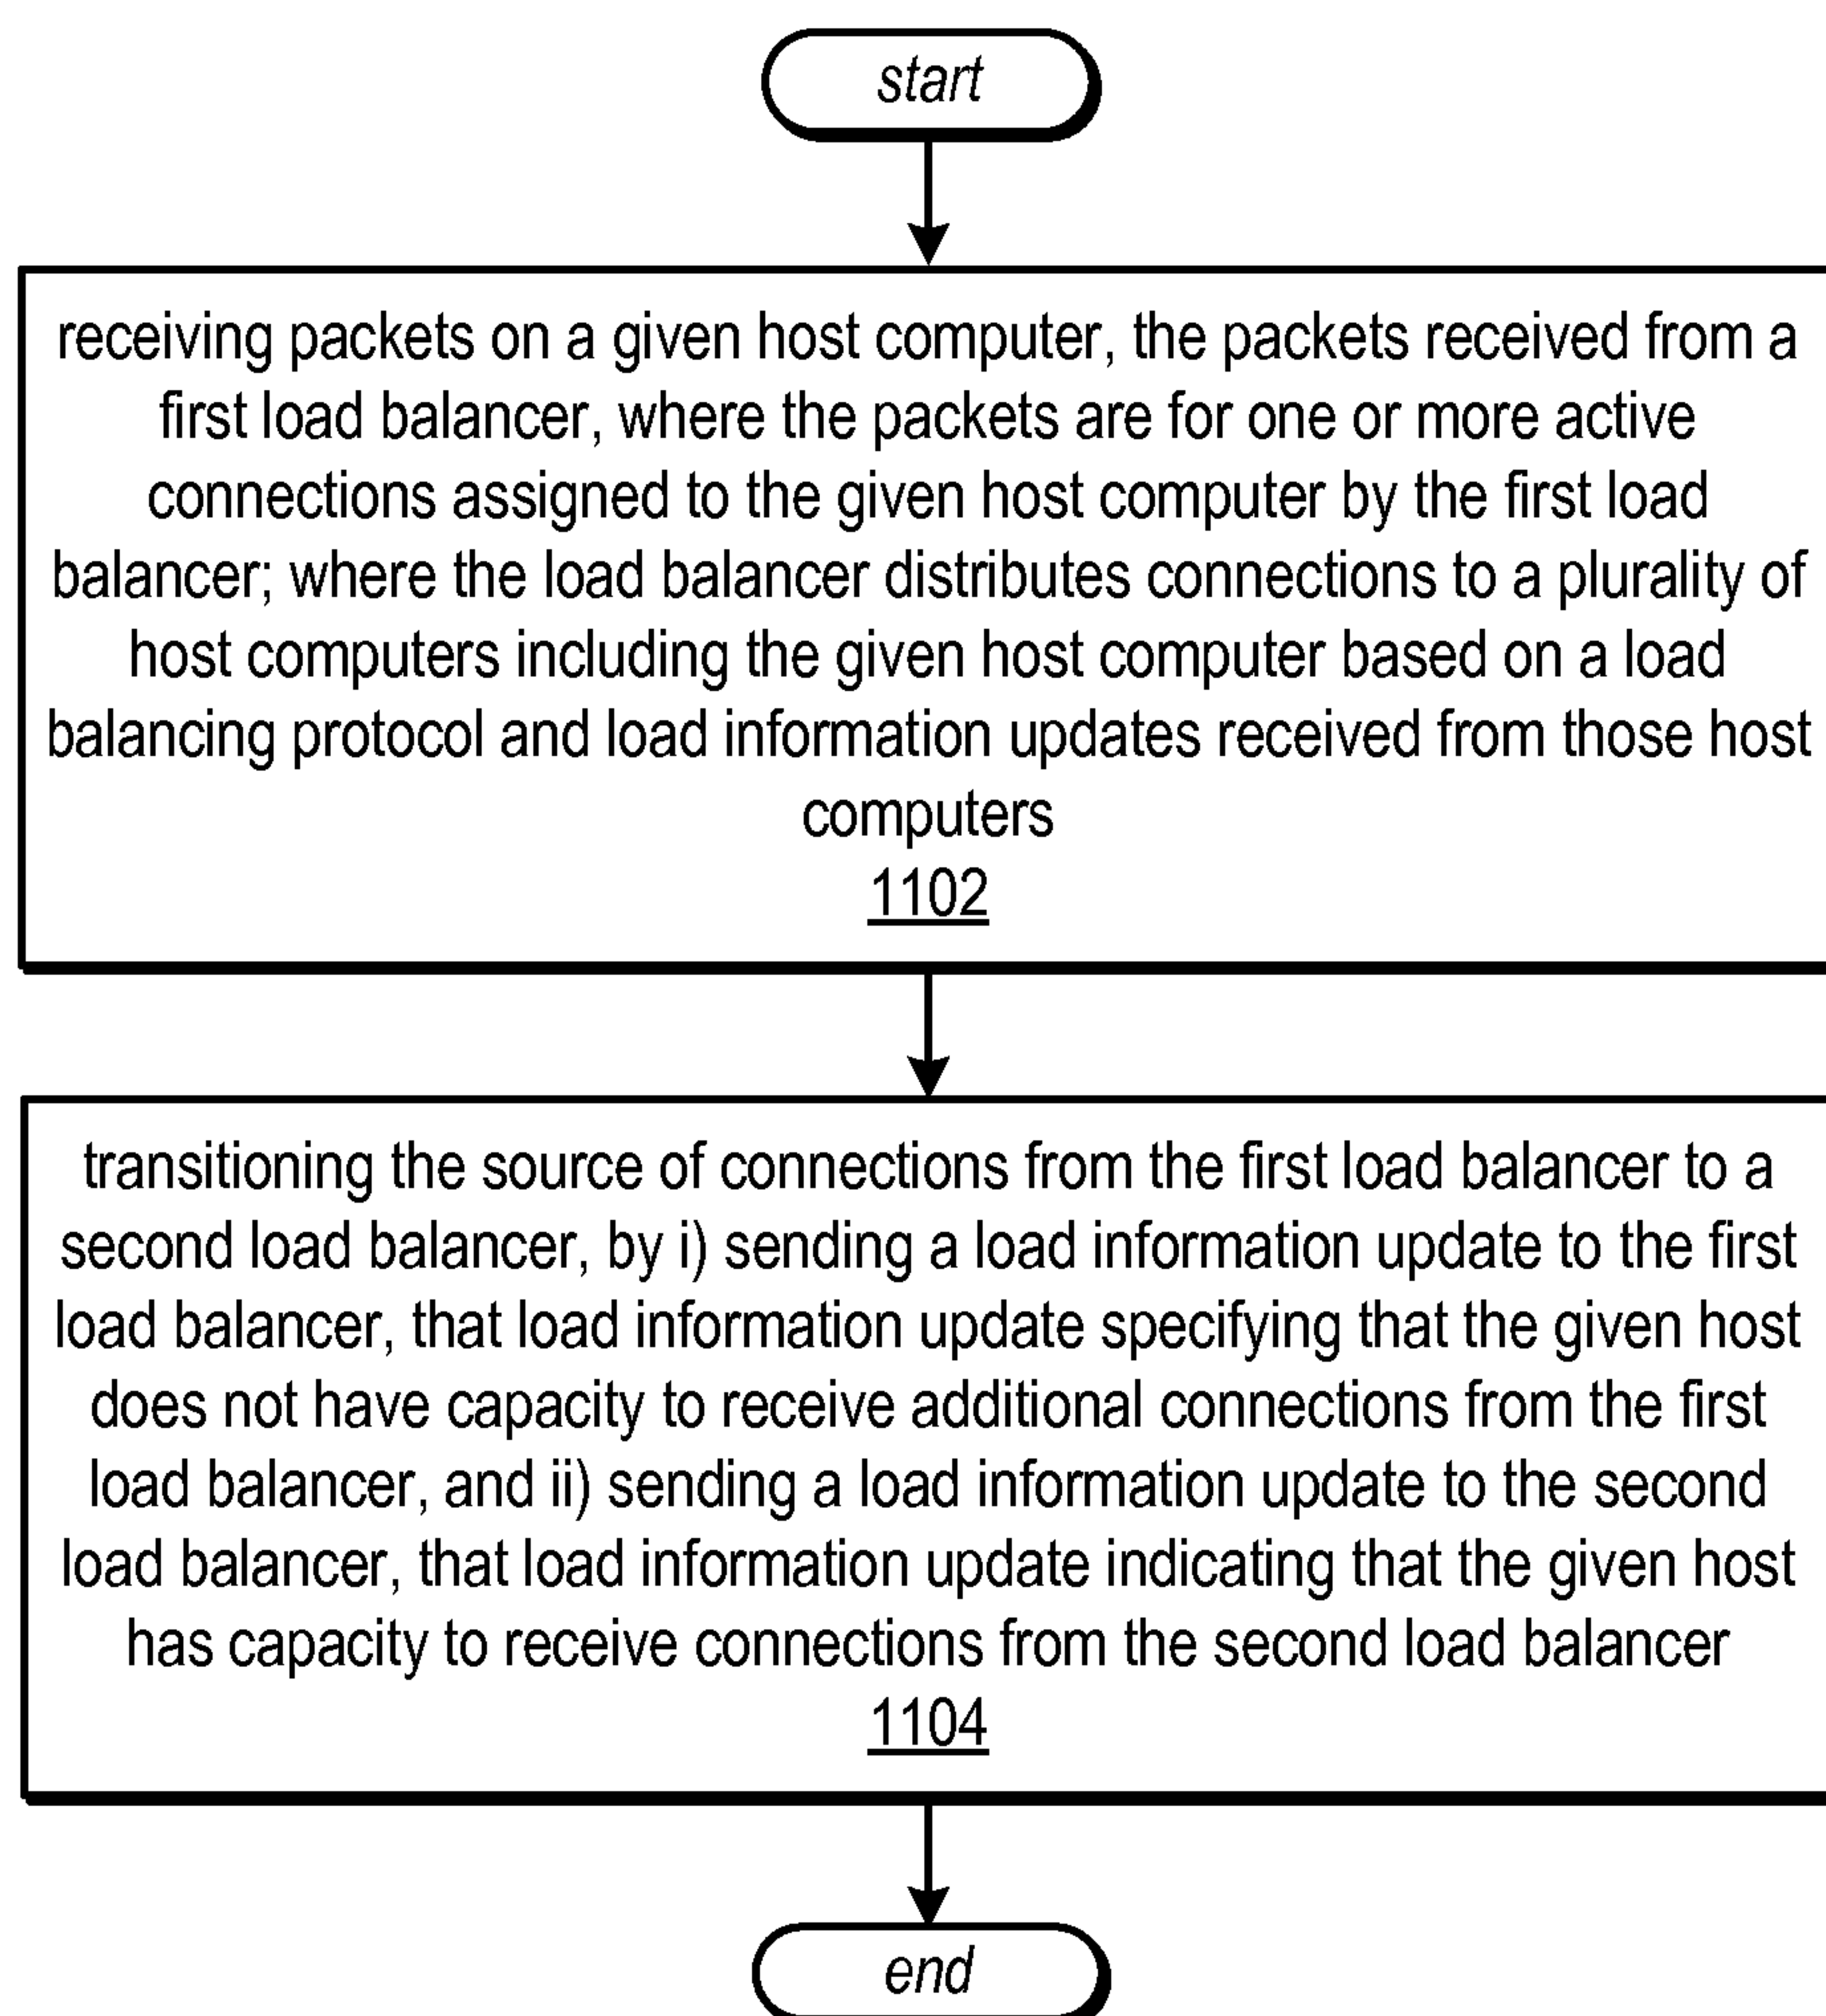 start
receiving packets on a given host computer, the packets received from a
first load balancer, where the packets are for one or more active
connections assigned to the given host computer by the first load
balancer; where the load balancer distributes connections to a plurality of
host computers including the given host computer based on a load
balancing protocol and load information updates received from those host
computers
1102
transitioning the source of connections from the first load balancer to a
second load balancer, by i) sending a load information update to the first
load balancer, that load information update specifying that the given host
does not have capacity to receive additional connections from the first
load balancer, and ii) sending a load information update to the second
load balancer, that load information update indicating that the given host
has capacity to receive connections from the second load balancer
1104
end